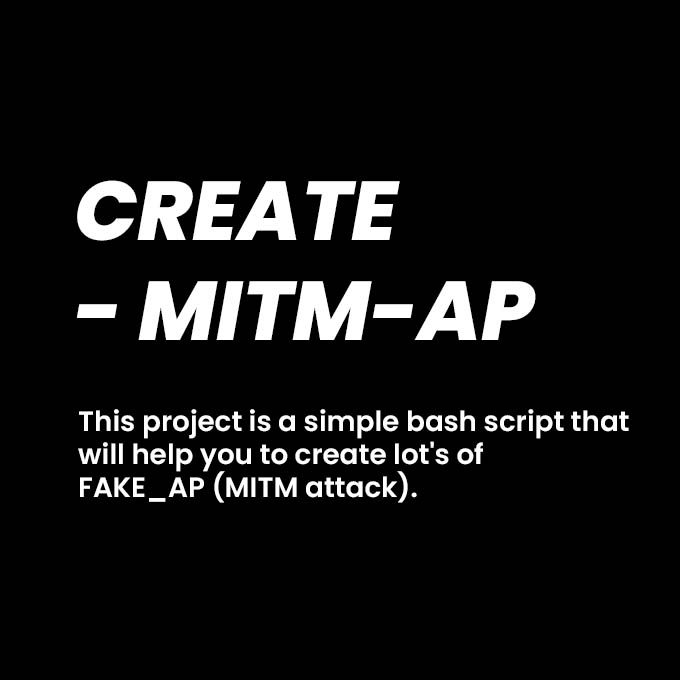 CREATE
- MITM-AP
This project is a simple bash script that
will help you to create lot's of
FAKE_AP (MITM attack).